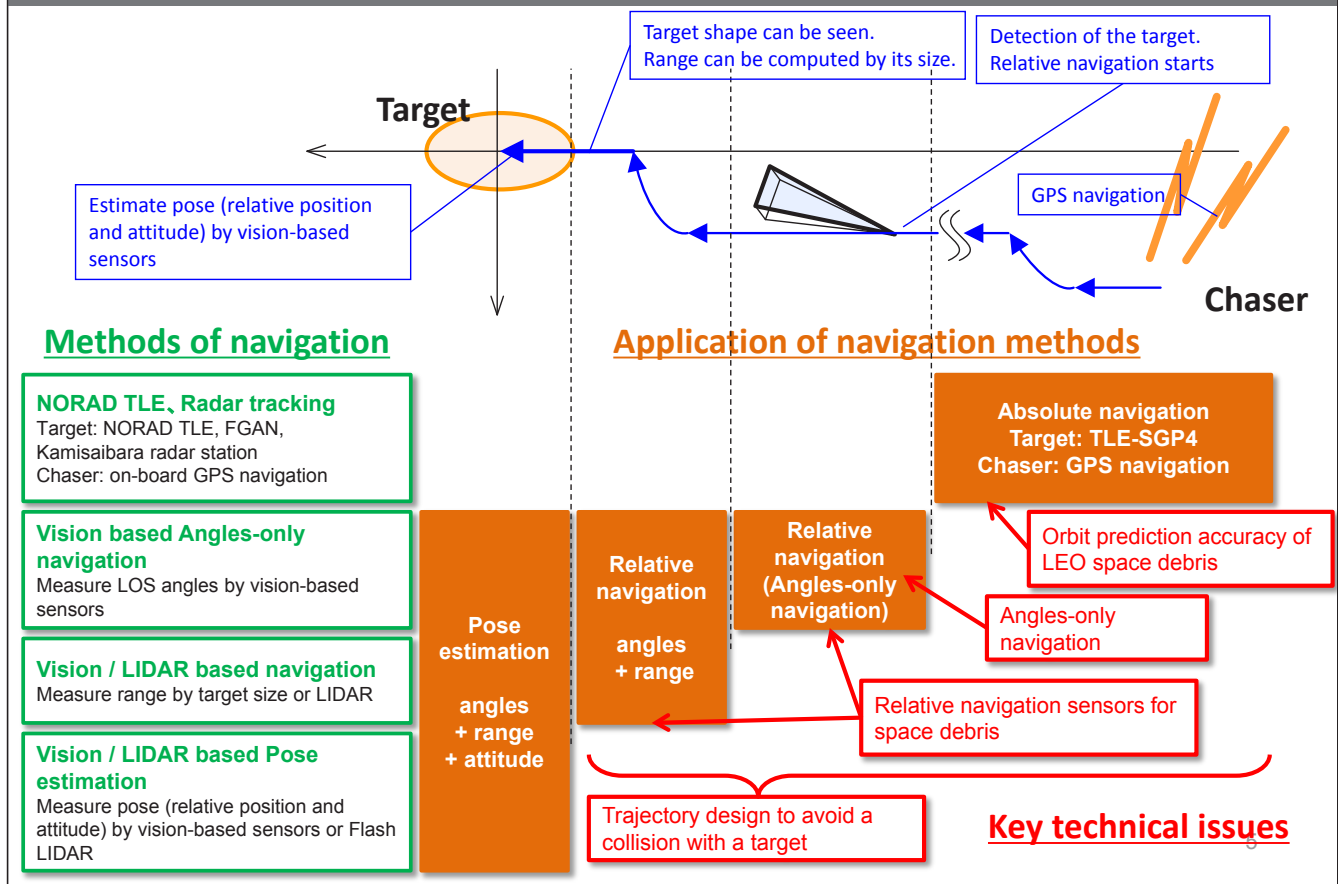 Target shape can be seen.
Range can be computed by its size.
Detection of the target.
Relative navigation starts
Target
Estimate pose (relative position
and attitude) by vision-based
sensors
GPS navigation
Chaser
Methods of navigation
Application of navigation methods
NORAD TLE、Radar tracking
Target: NORAD TLE, FGAN,
Kamisaibara radar station
Chaser: on-board GPS navigation
Vision based Angles-only
navigation
Measure LOS angles by vision-based
sensors
Vision / LIDAR based navigation
Measure range by target size or LIDAR
Vision / LIDAR based Pose
estimation
Measure pose (relative position and
attitude) by vision-based sensors or Flash
LIDAR
Pose
estimation
angles
+ range
+ attitude
Relative
navigation
angles
+ range
Relative
navigation
(Angles-only
navigation)
Absolute navigation
Target: TLE-SGP4
Chaser: GPS navigation
Orbit prediction accuracy of
LEO space debris
Angles-only
navigation
Relative navigation sensors for
space debris
Trajectory design to avoid a
collision with a target
Key technical issues
5